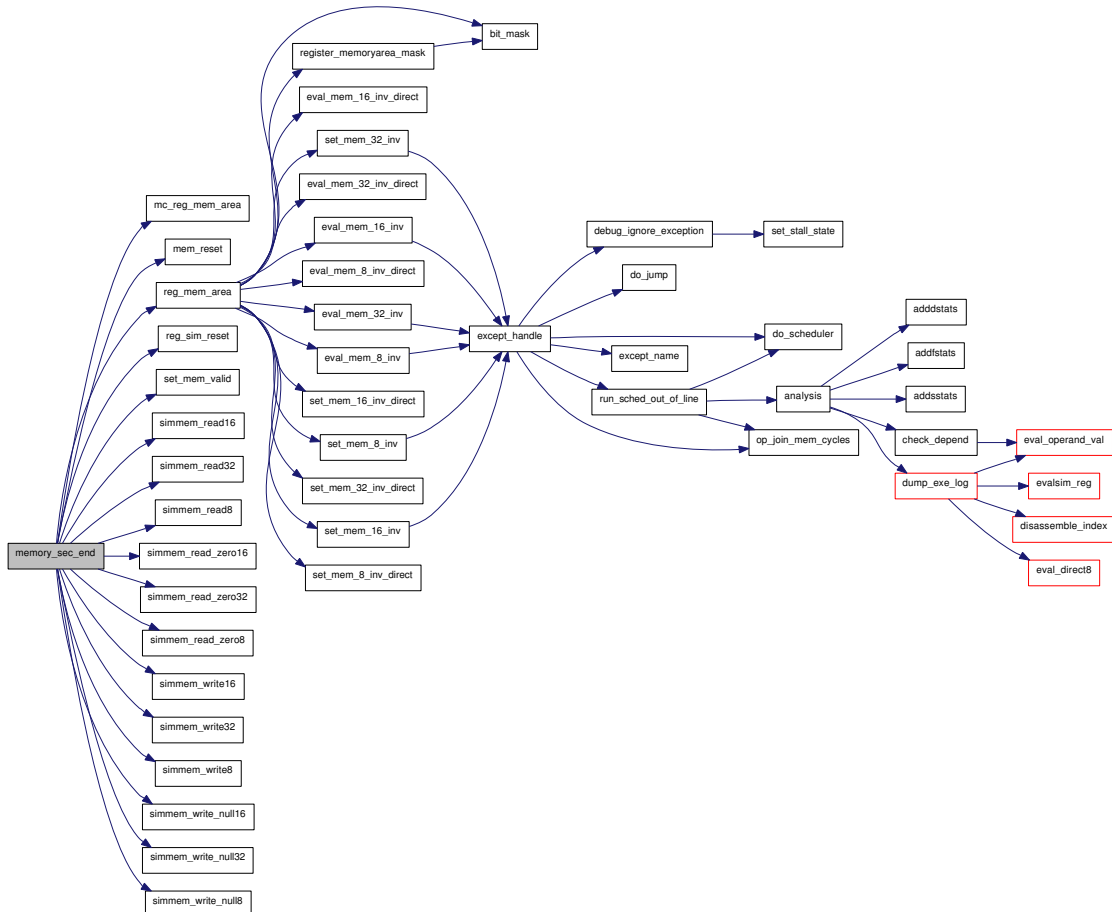 bit_mask
register_memoryarea_mask
eval_mem_16_inv_direct
set_mem_32_inv
eval_mem_32_inv_direct
mc_reg_mem_area
eval_mem_16_inv
debug_ignore_exception
set_stall_state
mem_reset
eval_mem_8_inv_direct
do_jump
reg_mem_area
eval_mem_32_inv
adddstats
reg_sim_reset
except_handle
do_scheduler
eval_mem_8_inv
except_name
addfstats
set_mem_valid
set_mem_16_inv_direct
run_sched_out_of_line
analysis
addsstats
simmem_read16
set_mem_8_inv
op_join_mem_cycles
check_depend
eval_operand_val
simmem_read32
set_mem_32_inv_direct
dump_exe_log
evalsim_reg
simmem_read8
set_mem_16_inv
disassemble_index
memory_sec_end
simmem_read_zero16
set_mem_8_inv_direct
eval_direct8
simmem_read_zero32
simmem_read_zero8
simmem_write16
simmem_write32
simmem_write8
simmem_write_null16
simmem_write_null32
simmem_write_null8